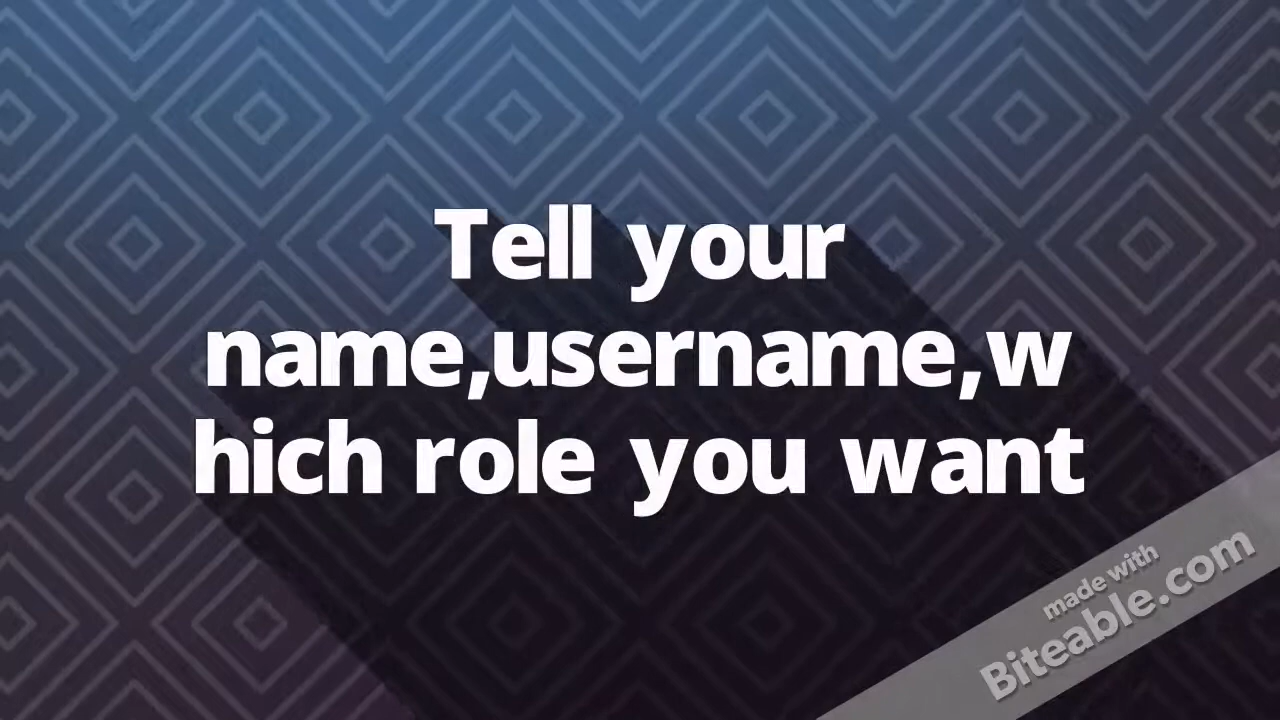 Tell your
name,username,w
hich role you want
made with
Biteable.com